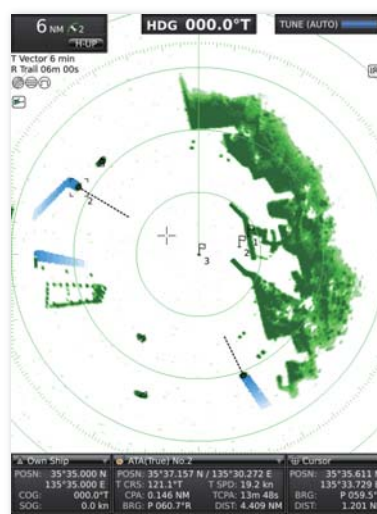 6 NM 2
H-UP
HDG 000.0°T
TUNE (AUTO)
T Vector 6 min
R Trail 06m 00s
2
1
2
3
Own Ship
POSN: 35°35.000 N
135°35.000 E
COG: 000.0°T
SOG: 0.0 kn
ATA(True) No.2
POSN: 35°37.157 N / 135°30.272 E
T CRS: 121.1°T T SPD: 19.2 kn
CPA: 0.146 NM TCPA: 13m 48s
BRG: P 060.7°R DIST: 4.409 NM
Cursor
POSN: 35°35.611 N
135°33.729 E
BRG: P 059.5°
DIST: 1.201 N